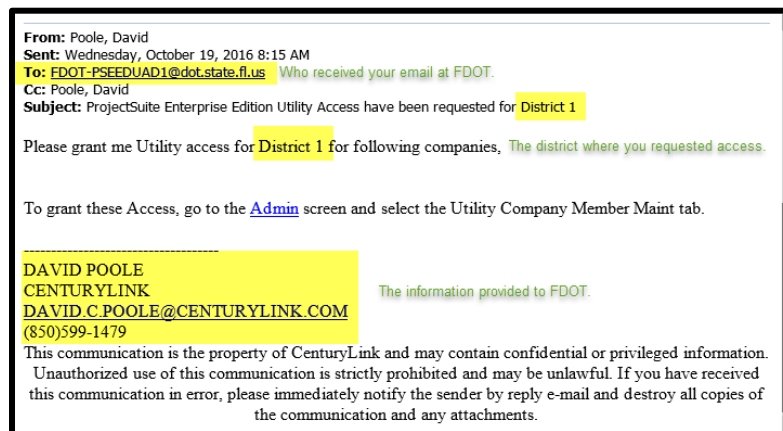 From: Poole, David
Sent: Wednesday, October 19, 2016 8:15 AM
To: FDOT-PSEEDUAD1@dot.state.fl.us Who received your email at FDOT.
Cc: Poole, David
Subject: ProjectSuite Enterprise Edition Utility Access have been requested for District 1
Please grant me Utility access for District 1 for following companies, The district where you requested access.
To grant these Access, go to the Admin screen and select the Utility Company Member Maint tab.
------------------------------------
DAVID POOLE
CENTURYLINK The information provided to FDOT.
DAVID.C.POOLE@CENTURYLINK.COM
(850)599-1479
This communication is the property of CenturyLink and may contain confidential or privileged information.
Unauthorized use of this communication is strictly prohibited and may be unlawful. If you have received
this communication in error, please immediately notify the sender by reply e-mail and destroy all copies of
the communication and any attachments.